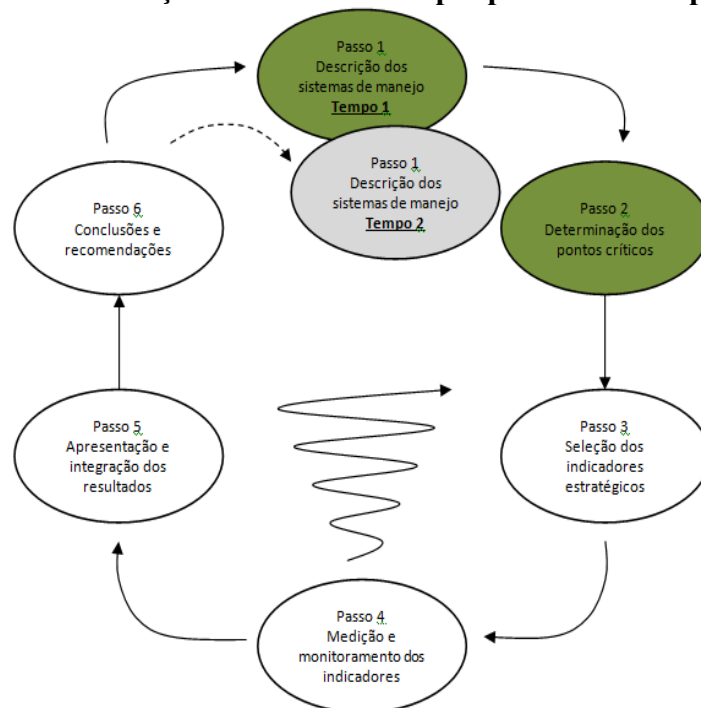 Passo 1
Descrição dos
sistemas de manejo
Tempo 1
Passo 1
Descrição dos
sistemas de manejo
Tempo 2
Passo 2
Determinação dos
pontos críticos
Passo 3
Seleção dos
indicadores
estratégicos
Passo 4
Medição e
monitoramento dos
indicadores
Passo 5
Apresentação e
integração dos
resultados
Passo 6
Conclusões e
recomendações